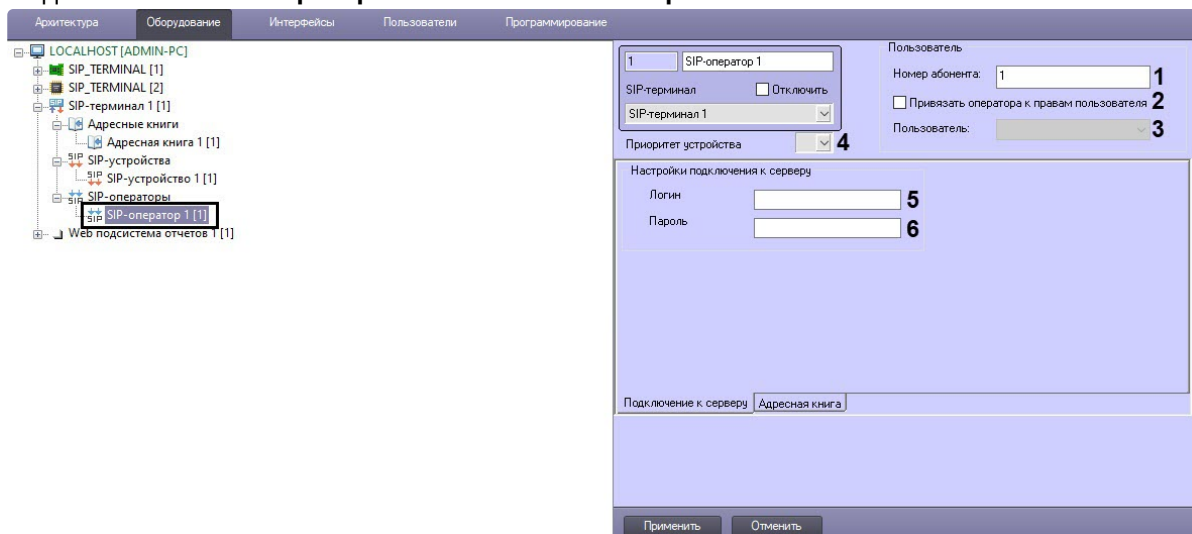 Архитектура Оборудование Интерфейсы Пользователи Программирование
LOCALHOST [ADMIN-PC]
SIP_TERMINAL [1]
SIP_TERMINAL [2]
SIP-терминал 1 [1]
Адресные книги
Адресная книга 1 [1]
SIP-устройства
SIP-устройство 1 [1]
SIP-операторы
SIP-оператор 1 [1]
Web подсистема отчетов 1 [1]
1 SIP-оператор 1
SIP-терминал Отключить
SIP-терминал 1
Приоритет устройства 4
Пользователь
Номер абонента: 1 1
Привязать оператора к правам пользователя 2
Пользователь: 3
Настройки подключения к серверу
Логин 5
Пароль 6
Подключение к серверу Адресная книга
Применить Отменить